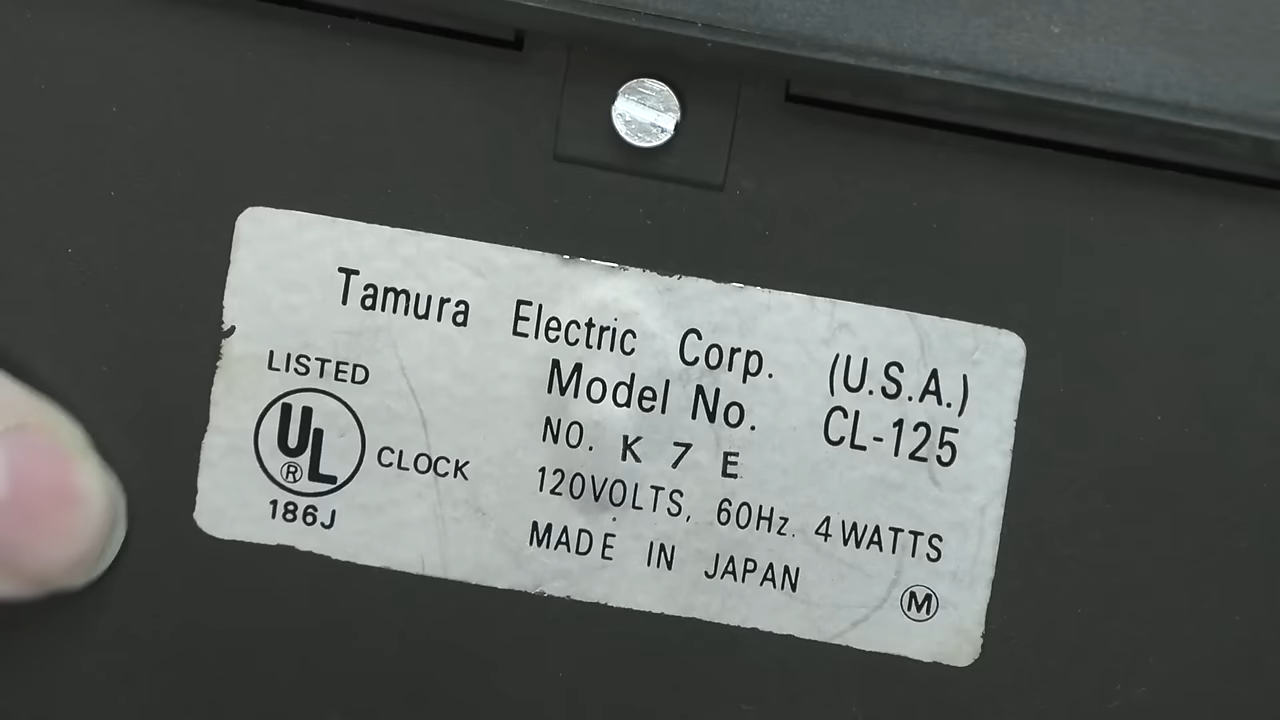 Tamura Electric Corp. (U.S.A.)
Model No. CL-125
LISTED
UL ®
CLOCK
186J
NO. K 7 E
120VOLTS, 60Hz. 4WATTS
MADE IN JAPAN
M